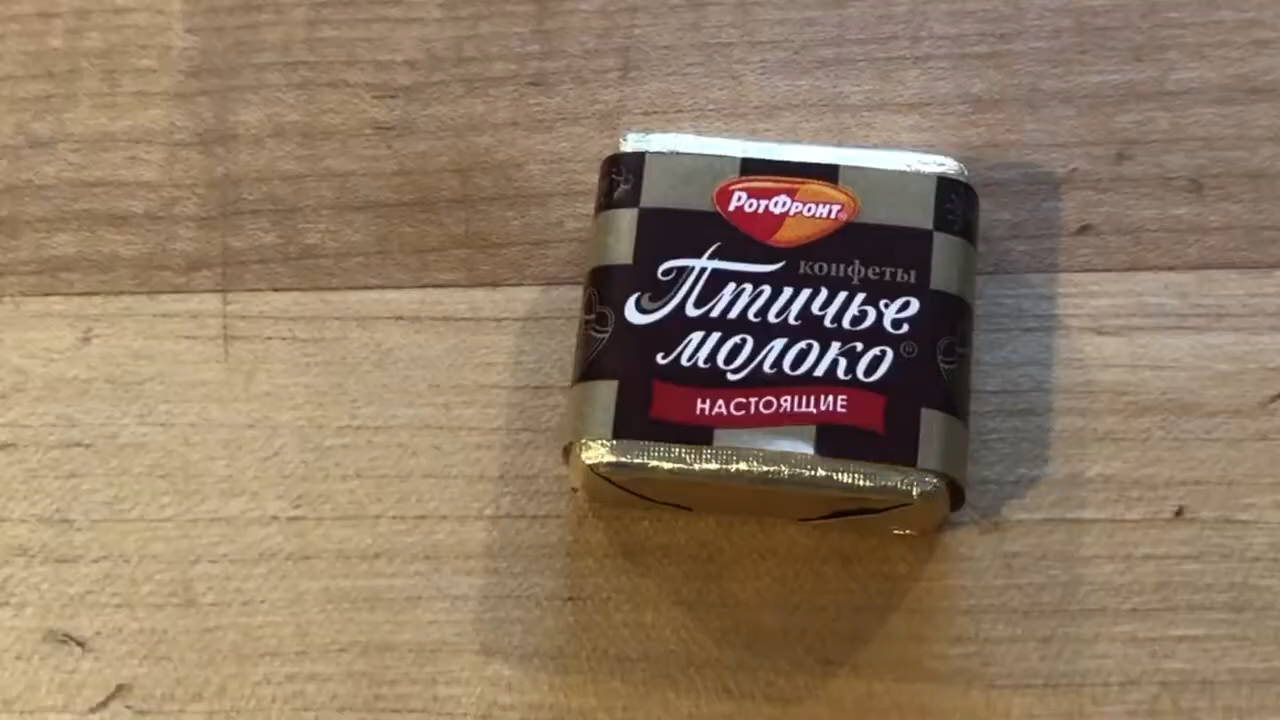 РотФронт®
конфеты
Птичье
молоко®
НАСТОЯЩИЕ